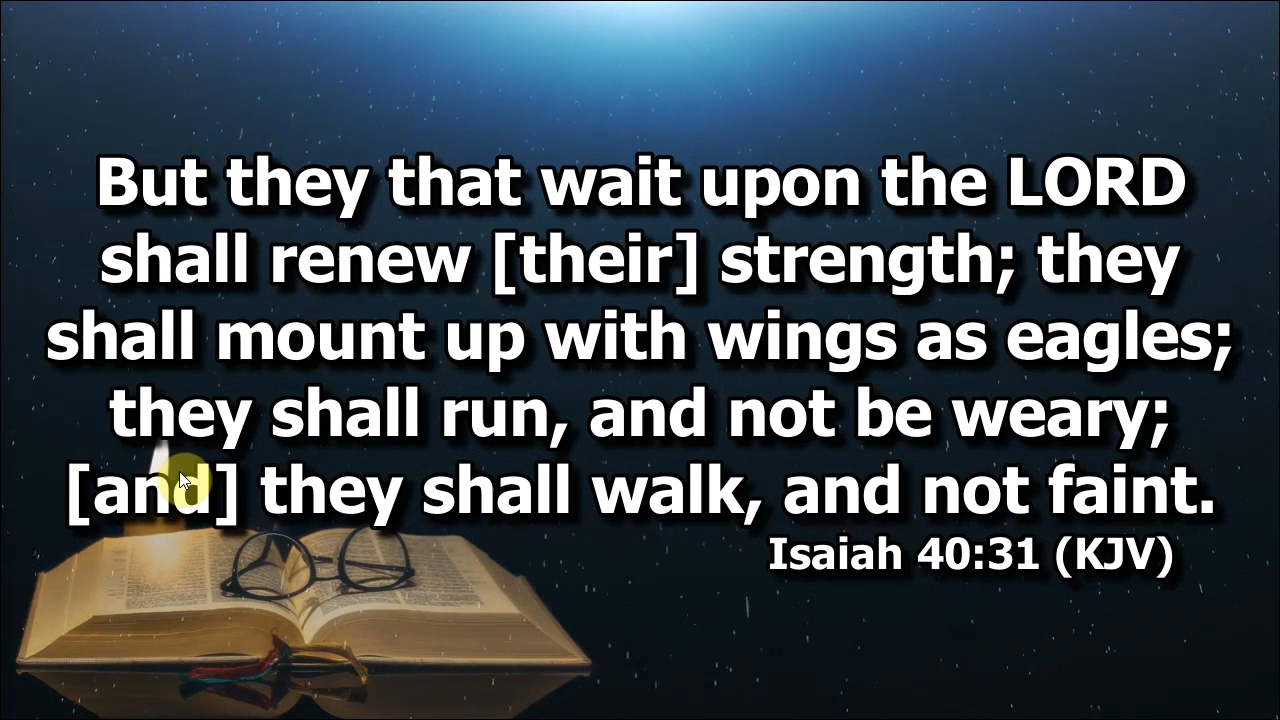 But they that wait upon the LORD
shall renew [their] strength; they
shall mount up with wings as eagles;
they shall run, and not be weary;
[and] they shall walk, and not faint.
Isaiah 40:31 (KJV)